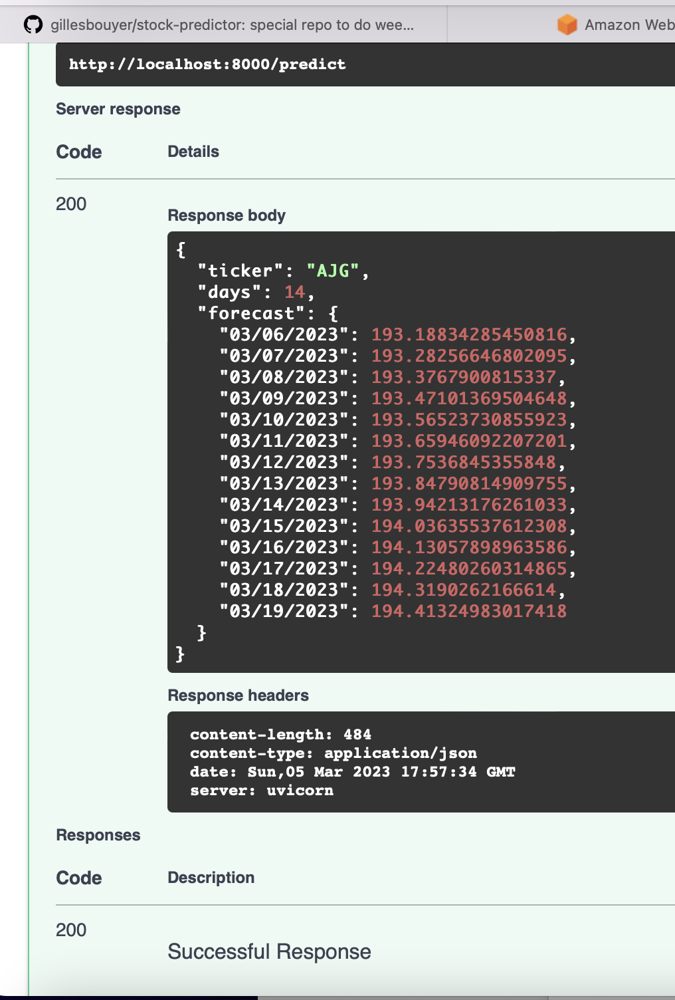 gillesbouyer/stock-predictor: special repo to do wee...
Amazon Web
http://localhost:8000/predict
Server response
Code Details
200
Response body
{
"ticker": "AJG",
"days": 14,
"forecast": {
"03/06/2023": 193.18834285450816,
"03/07/2023": 193.28256646802095,
"03/08/2023": 193.3767900815337,
"03/09/2023": 193.47101369504648,
"03/10/2023": 193.56523730855923,
"03/11/2023": 193.65946092207201,
"03/12/2023": 193.7536845355848,
"03/13/2023": 193.84790814909755,
"03/14/2023": 193.94213176261033,
"03/15/2023": 194.03635537612308,
"03/16/2023": 194.13057898963586,
"03/17/2023": 194.22480260314865,
"03/18/2023": 194.3190262166614,
"03/19/2023": 194.41324983017418
}
}
Response headers
content-length: 484
content-type: application/json
date: Sun,05 Mar 2023 17:57:34 GMT
server: uvicorn
Responses
Code Description
200
Successful Response